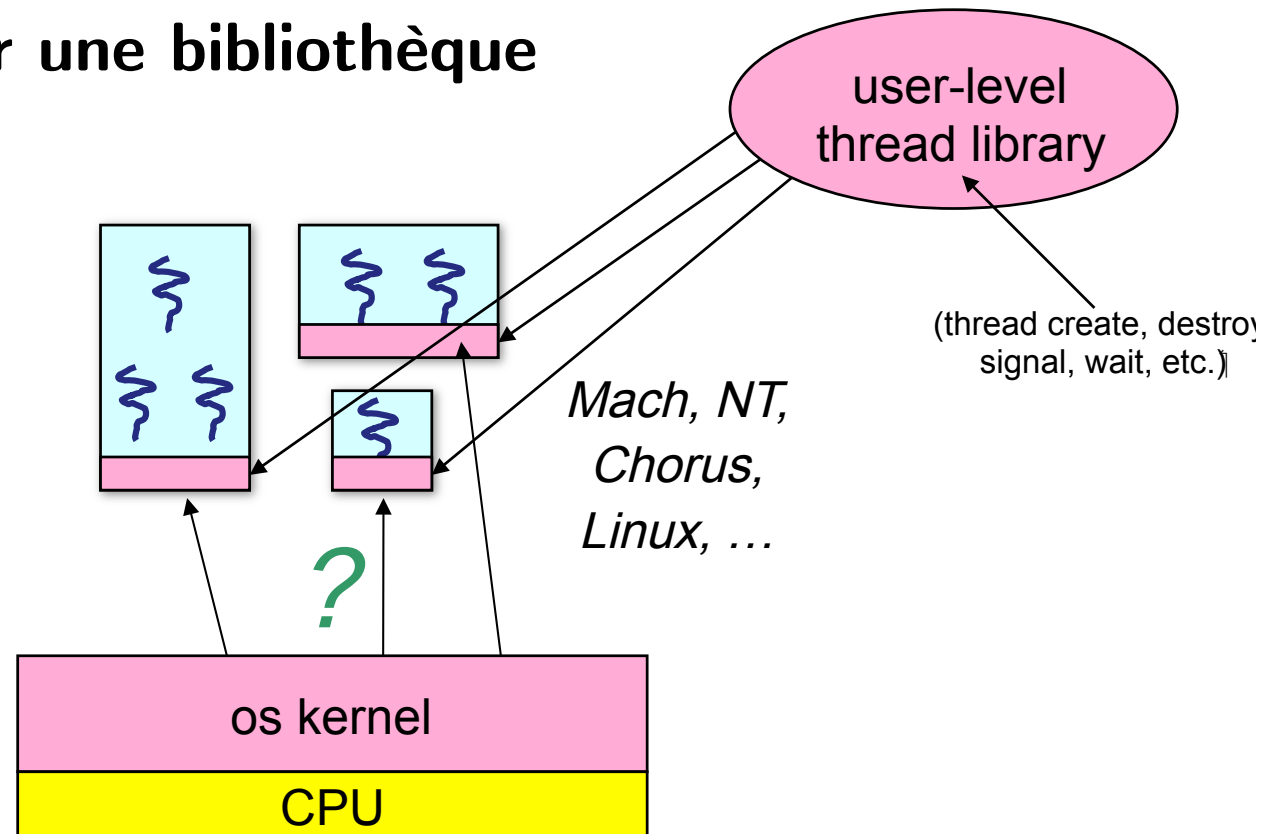 r une bibliothèque
user-level
thread library
(thread create, destroy
signal, wait, etc.)
Mach, NT,
Chorus,
Linux, …
?
os kernel
CPU